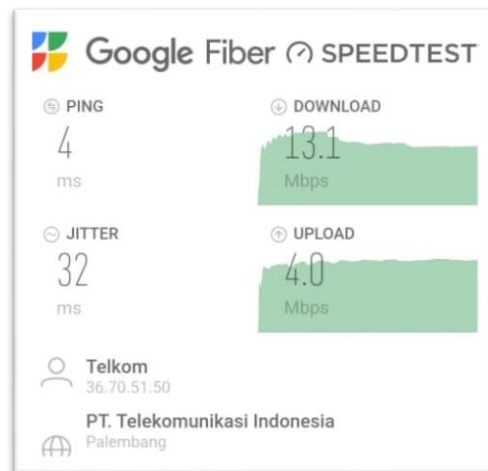 Google Fiber SPEEDTEST
PING
4
ms
DOWNLOAD
13.1
Mbps
JITTER
32
ms
UPLOAD
4.0
Mbps
Telkom
36.70.51.50
PT. Telekomunikasi Indonesia
Palembang